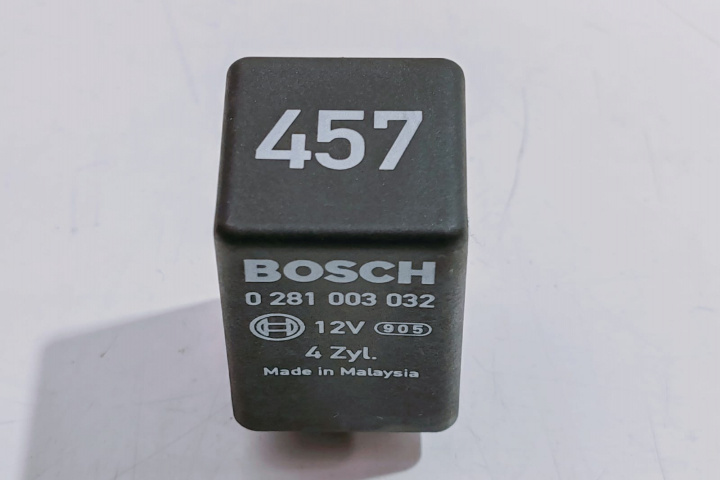 457
BOSCH
0 281 003 032
12V 905
4 Zyl.
Made in Malaysia